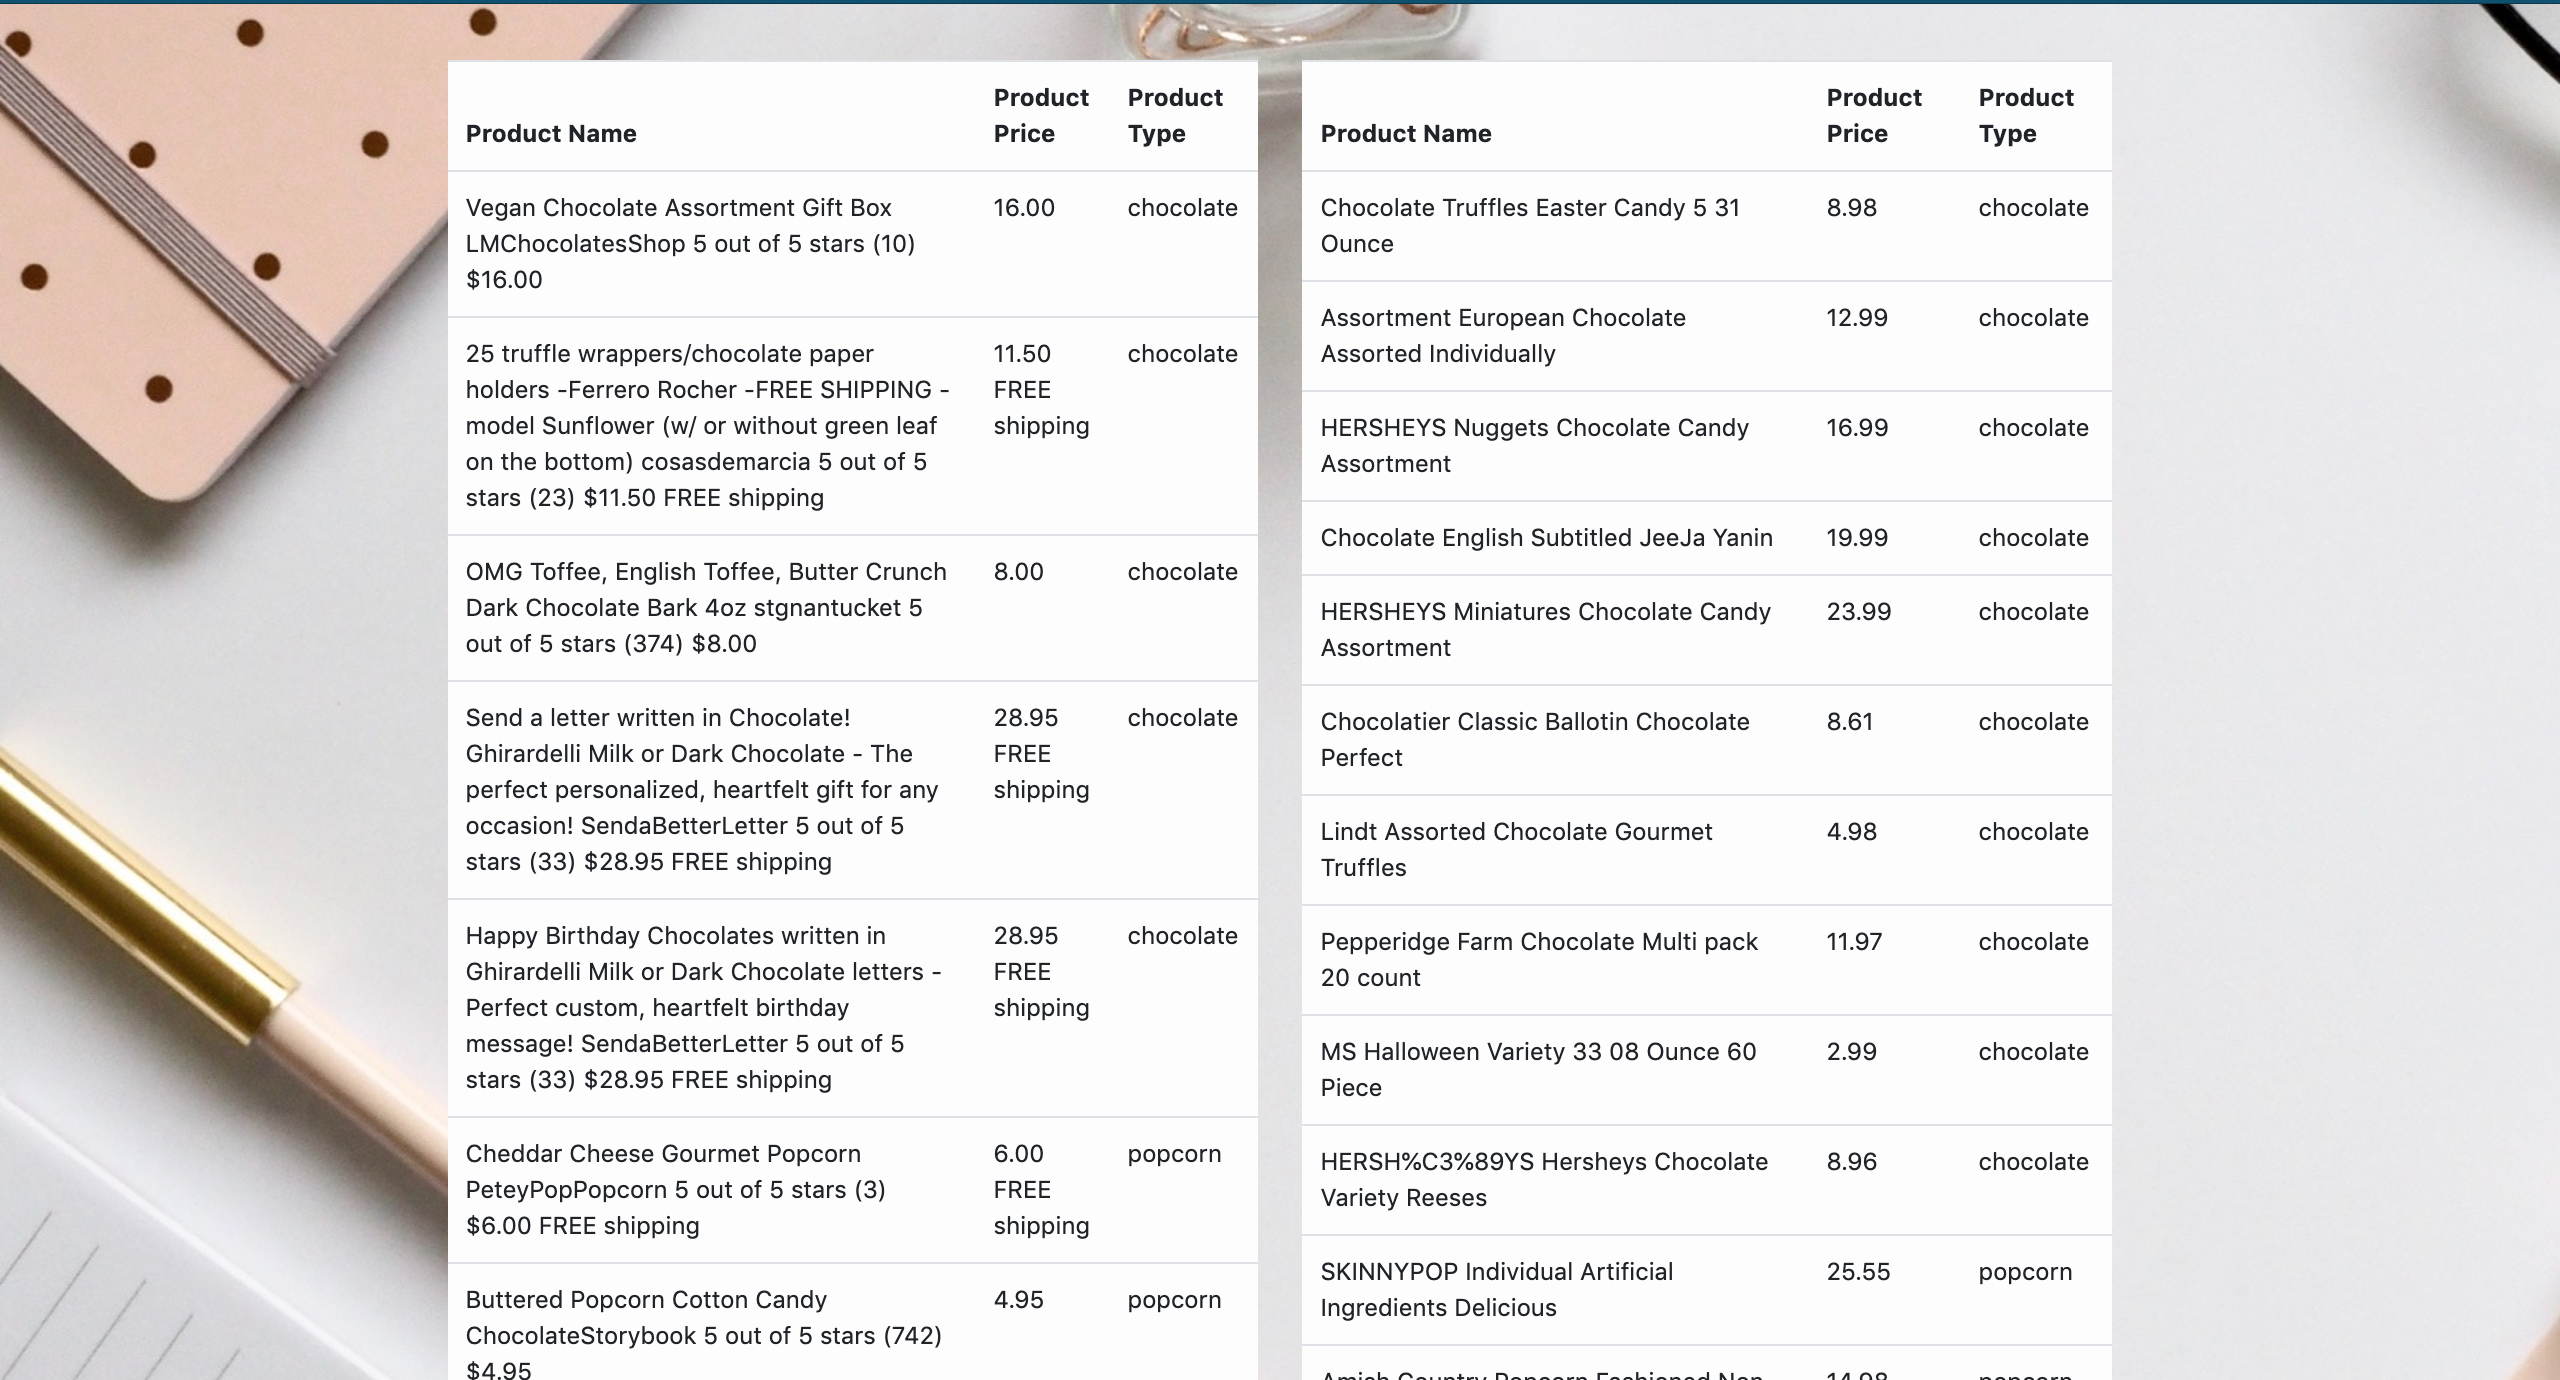 Product Name
Product
Price
Product
Type
Vegan Chocolate Assortment Gift Box
LMChocolatesShop 5 out of 5 stars (10)
$16.00
16.00
chocolate
25 truffle wrappers/chocolate paper
holders -Ferrero Rocher -FREE SHIPPING -
model Sunflower (w/ or without green leaf
on the bottom) cosasdemarcia 5 out of 5
stars (23) $11.50 FREE shipping
11.50
FREE
shipping
chocolate
OMG Toffee, English Toffee, Butter Crunch
Dark Chocolate Bark 4oz stgnantucket 5
out of 5 stars (374) $8.00
8.00
chocolate
Send a letter written in Chocolate!
Ghirardelli Milk or Dark Chocolate - The
perfect personalized, heartfelt gift for any
occasion! SendaBetterLetter 5 out of 5
stars (33) $28.95 FREE shipping
28.95
FREE
shipping
chocolate
Happy Birthday Chocolates written in
Ghirardelli Milk or Dark Chocolate letters -
Perfect custom, heartfelt birthday
message! SendaBetterLetter 5 out of 5
stars (33) $28.95 FREE shipping
28.95
FREE
shipping
chocolate
Cheddar Cheese Gourmet Popcorn
PeteyPopPopcorn 5 out of 5 stars (3)
$6.00 FREE shipping
6.00
FREE
shipping
popcorn
Buttered Popcorn Cotton Candy
ChocolateStorybook 5 out of 5 stars (742)
$4.95
4.95
popcorn
Product Name
Product
Price
Product
Type
Chocolate Truffles Easter Candy 5 31
Ounce
8.98
chocolate
Assortment European Chocolate
Assorted Individually
12.99
chocolate
HERSHEYS Nuggets Chocolate Candy
Assortment
16.99
chocolate
Chocolate English Subtitled JeeJa Yanin
19.99
chocolate
HERSHEYS Miniatures Chocolate Candy
Assortment
23.99
chocolate
Chocolatier Classic Ballotin Chocolate
Perfect
8.61
chocolate
Lindt Assorted Chocolate Gourmet
Truffles
4.98
chocolate
Pepperidge Farm Chocolate Multi pack
20 count
11.97
chocolate
MS Halloween Variety 33 08 Ounce 60
Piece
2.99
chocolate
HERSH%C3%89YS Hersheys Chocolate
Variety Reeses
8.96
chocolate
SKINNYPOP Individual Artificial
Ingredients Delicious
25.55
popcorn
Amish Country Popcorn Fashioned Non
14.98
popcorn